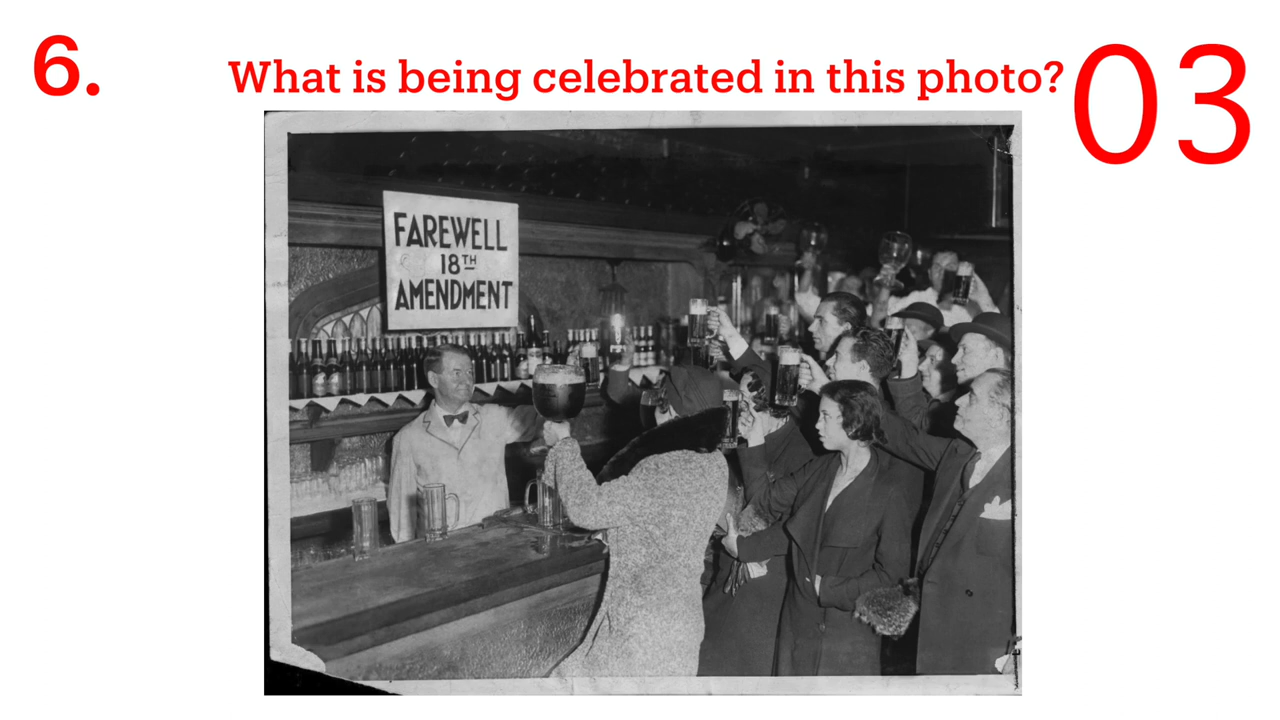 6.
What is being celebrated in this photo?
03
FAREWELL
18TH
AMENDMENT